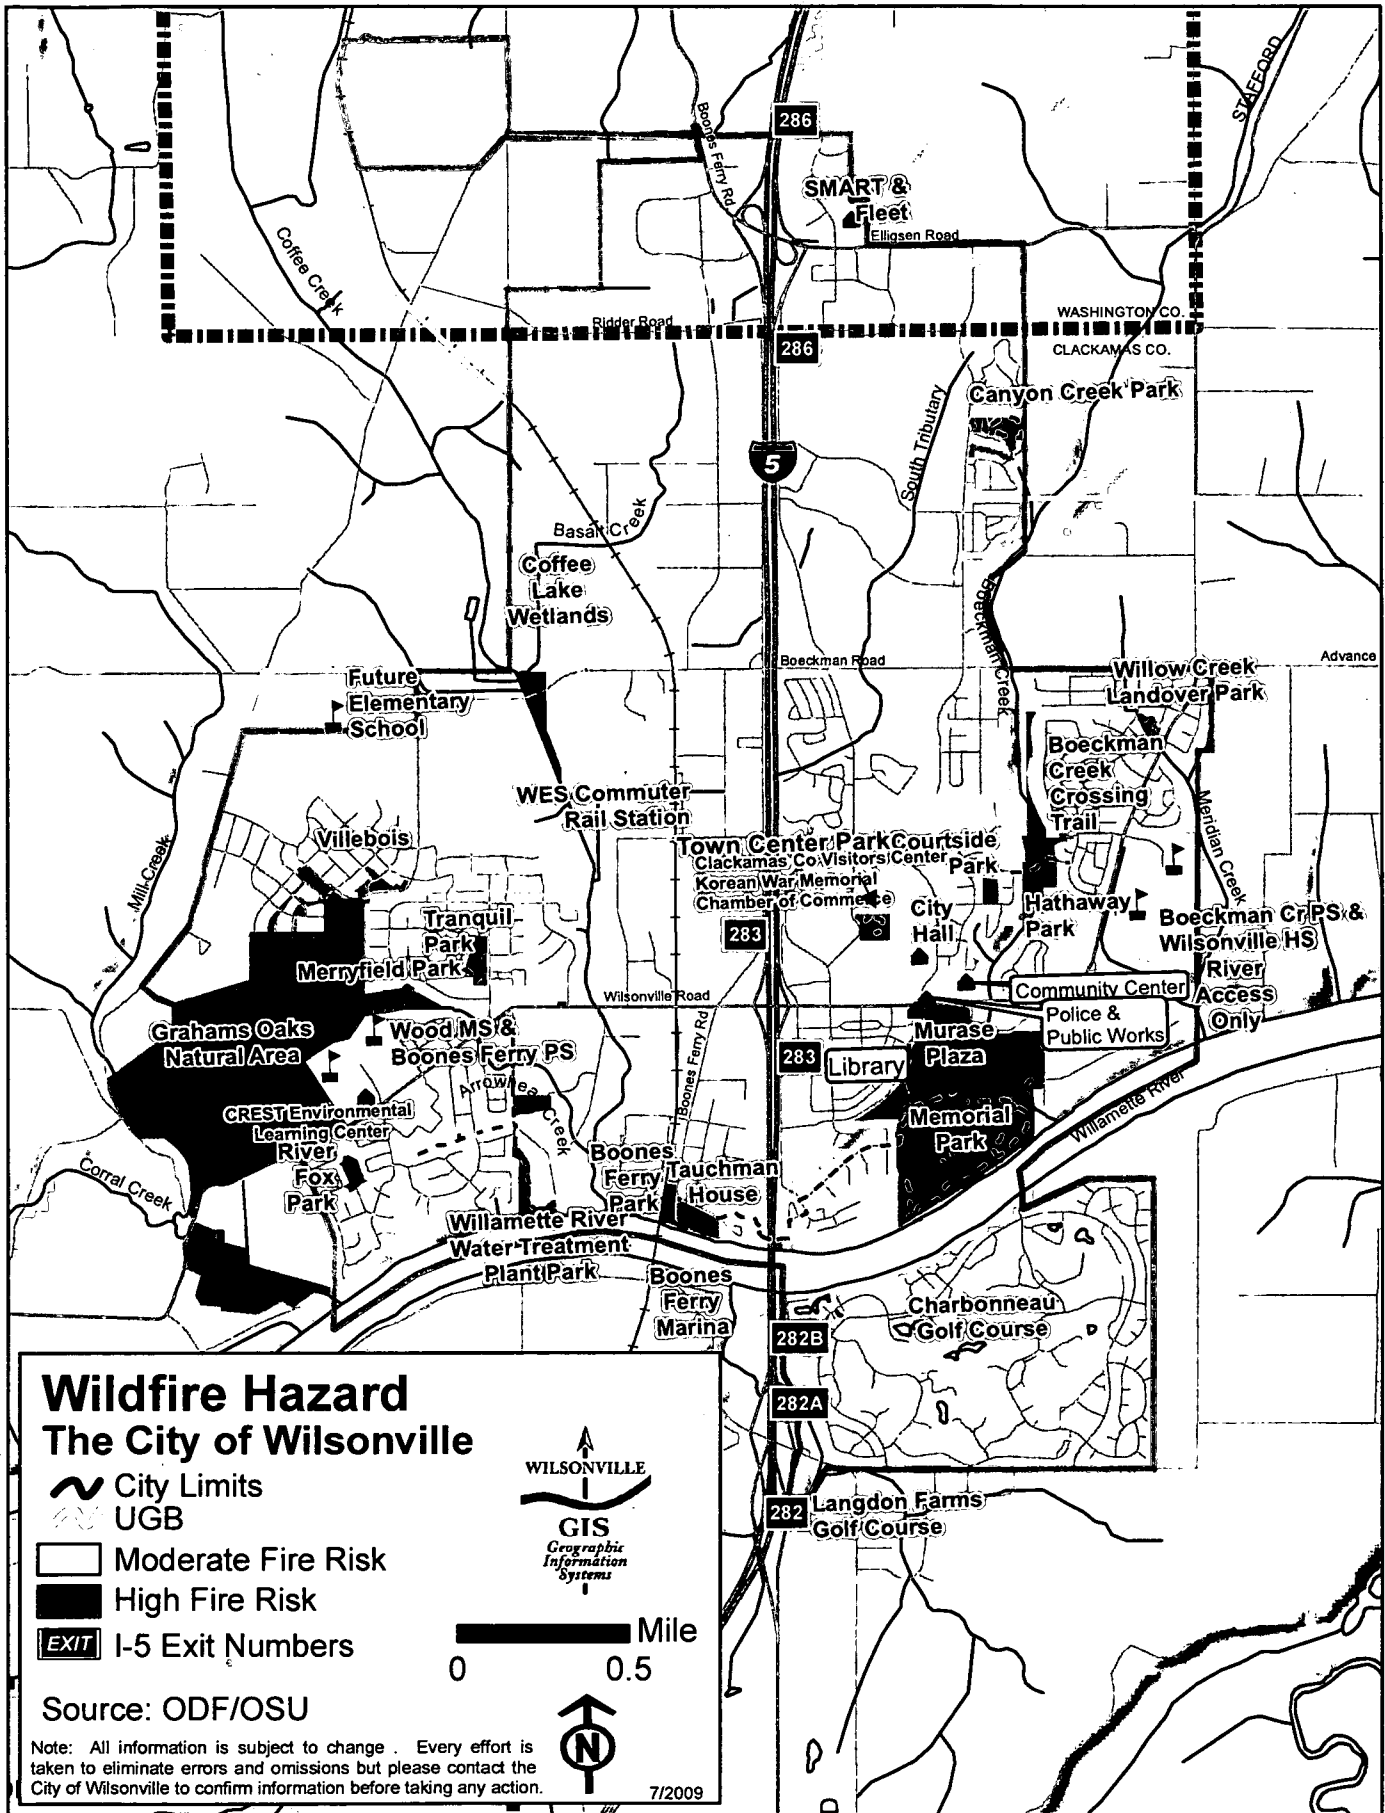 STAFFORD
286
Boones Ferry Rd
SMART &
Fleet
Elligsen Road
Coffee Creek
WASHINGTON CO.
Ridder Road
286
CLACKAMAS CO.
Canyon Creek Park
South Tributary
5
Basalt Creek
Coffee
Lake
Wetlands
Boeckman Creek
Boeckman Road
Advance
Willow Creek
Landover Park
Future
Elementary
School
Boeckman
Creek
Crossing
Trail
WES Commuter
Rail Station
Meridian Creek
Villebois
Mill Creek
Town Center Park
Courtside
Park
Clackamas Co Visitors Center
Korean War Memorial
Chamber of Commerce
City
Hall
Hathaway
Park
Boeckman Cr PS &
Wilsonville HS
River
Access
Only
Tranquil
Park
283
Merryfield Park
Wilsonville Road
Community Center
Police &
Public Works
Grahams Oaks
Natural Area
Wood MS &
Boones Ferry PS
Boones Ferry Rd
Murase
Plaza
283
Library
Arrowhead Creek
CREST Environmental
Learning Center
Memorial
Park
Willamette River
River
Fox
Park
Corral Creek
Boones
Ferry
Park
Tauchman
House
Willamette River
Water Treatment
Plant Park
Boones
Ferry
Marina
Charbonneau
Golf Course
282B
282A
282
Langdon Farms
Golf Course
Wildfire Hazard
The City of Wilsonville
City Limits
UGB
Moderate Fire Risk
High Fire Risk
EXIT I-5 Exit Numbers
WILSONVILLE
GIS
Geographic
Information
Systems
Mile
0 0.5
Source: ODF/OSU
N
Note: All information is subject to change . Every effort is
taken to eliminate errors and omissions but please contact the
City of Wilsonville to confirm information before taking any action.
7/2009